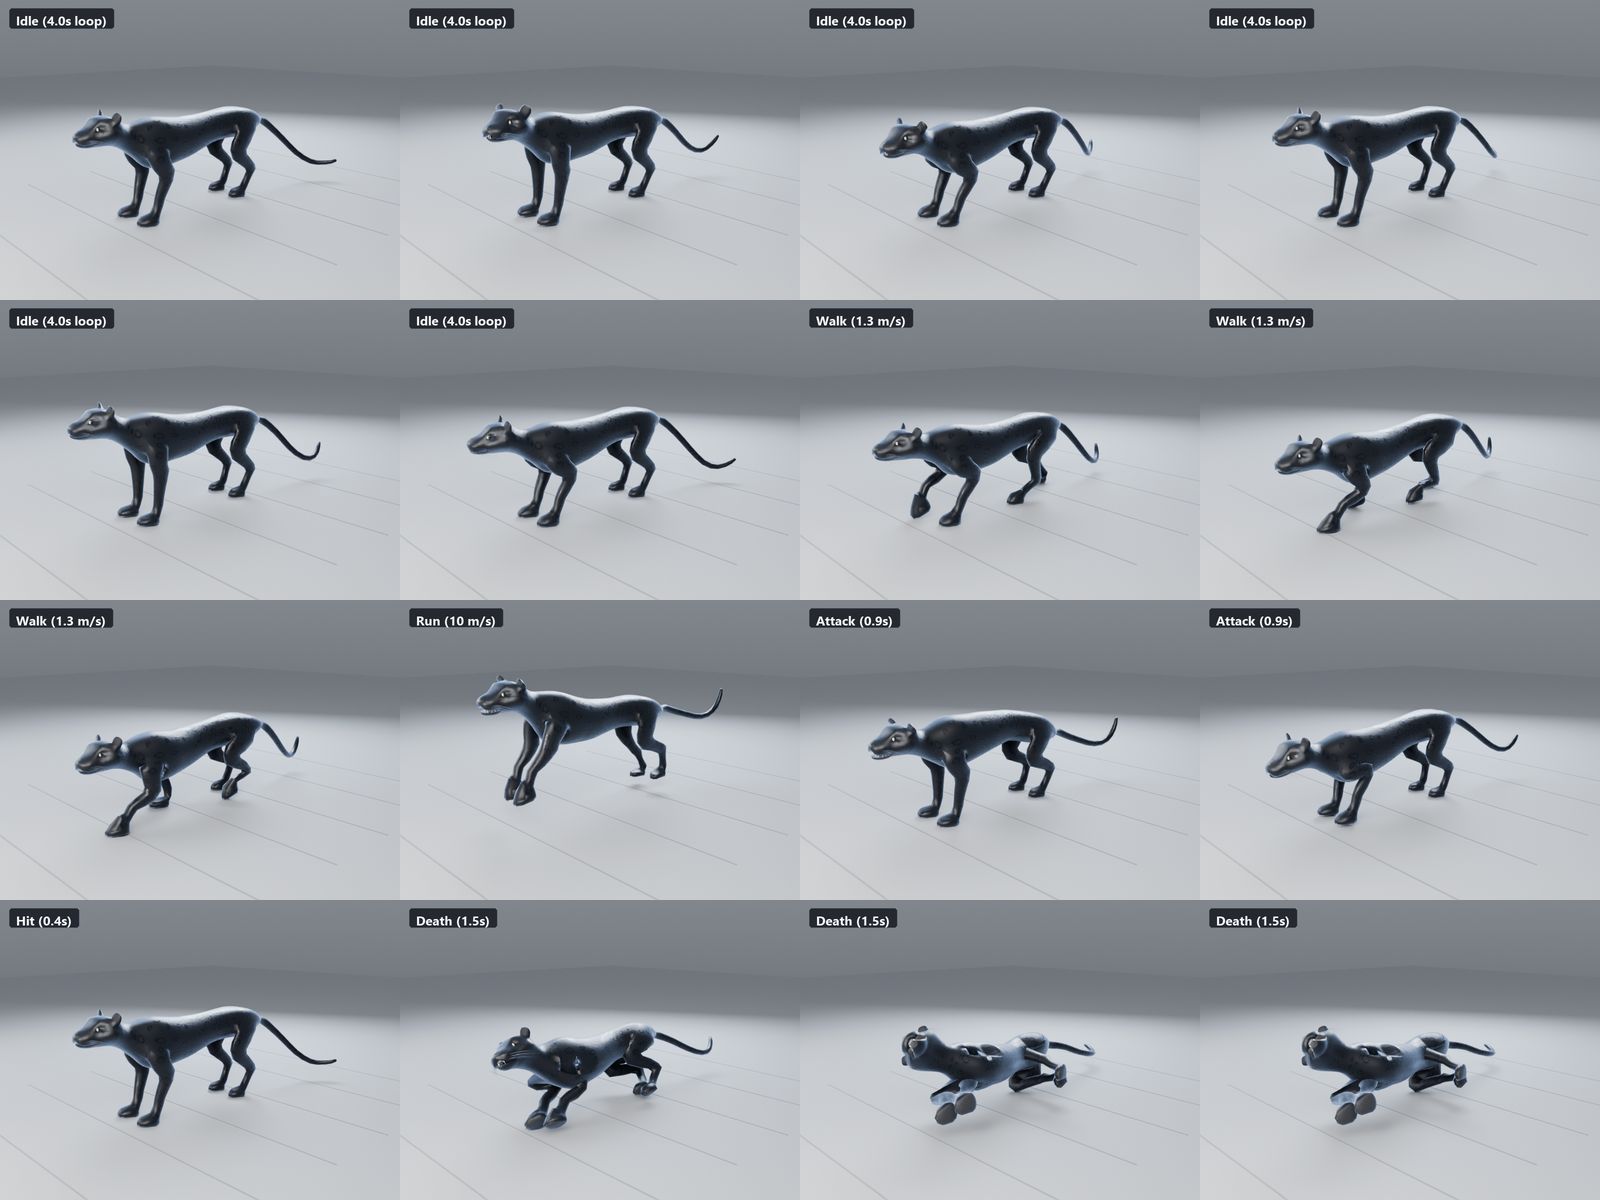 Idle (4.0s loop)
Idle (4.0s loop)
Idle (4.0s loop)
Idle (4.0s loop)
Idle (4.0s loop)
Idle (4.0s loop)
Walk (1.3 m/s)
Walk (1.3 m/s)
Walk (1.3 m/s)
Run (10 m/s)
Attack (0.9s)
Attack (0.9s)
Hit (0.4s)
Death (1.5s)
Death (1.5s)
Death (1.5s)